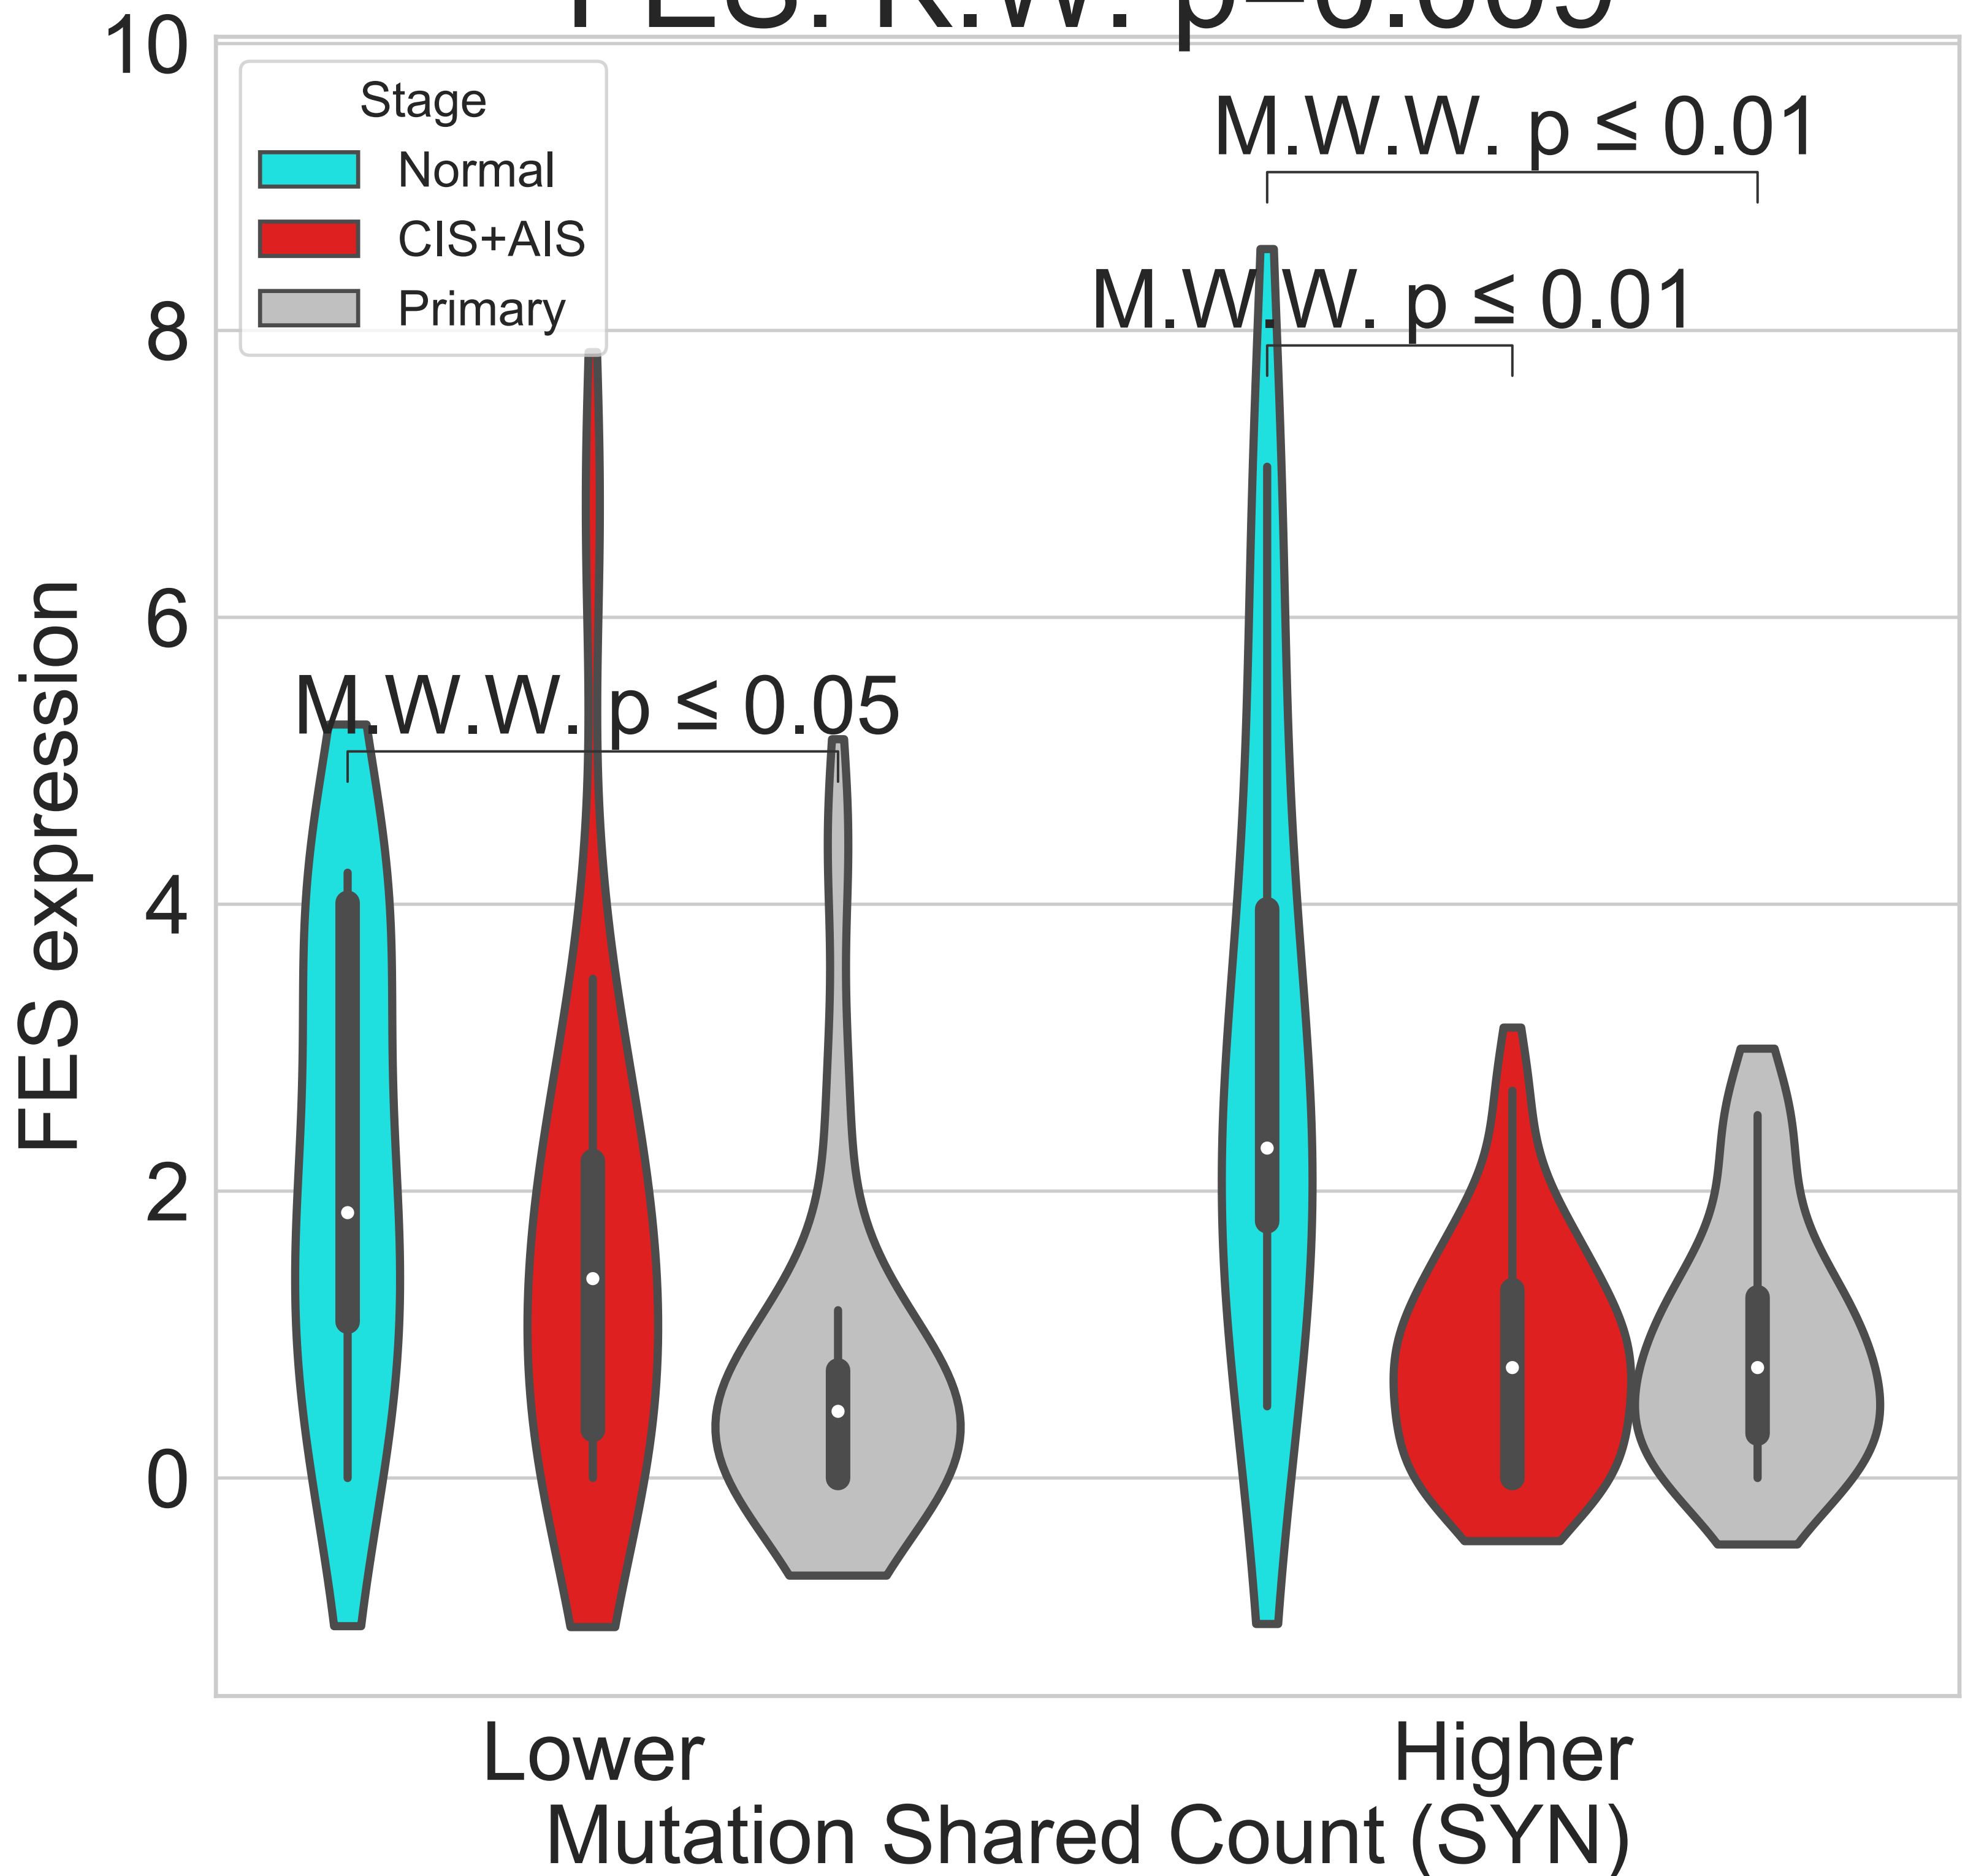 FES: K.W.
10
Stage
Normal
CIS+AIS
Primary
M.W.W. p ≤ 0.01
M.W.W. p ≤ 0.01
8
6
M.W.W. p ≤ 0.05
4
2
0
FES expression
Lower
Higher
Mutation Shared Count (SYN)